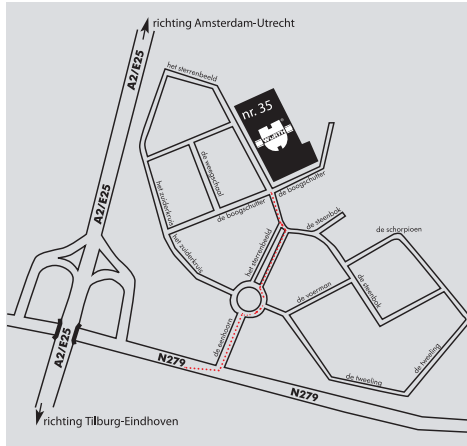 richting Amsterdam-Utrecht
A2/E25
het sterrenbeeld
nr. 35
WÜRTH
de weegschaal
de boogschutter
het zuiderkruis
de boogschutter
de steenbok
A2/E25
de schorpioen
het zuiderkruis
het sterrenbeeld
de steenbok
de voerman
de eenhoorn
A2/E25
N279
de tweeling
de tweeling
N279
richting Tilburg-Eindhoven